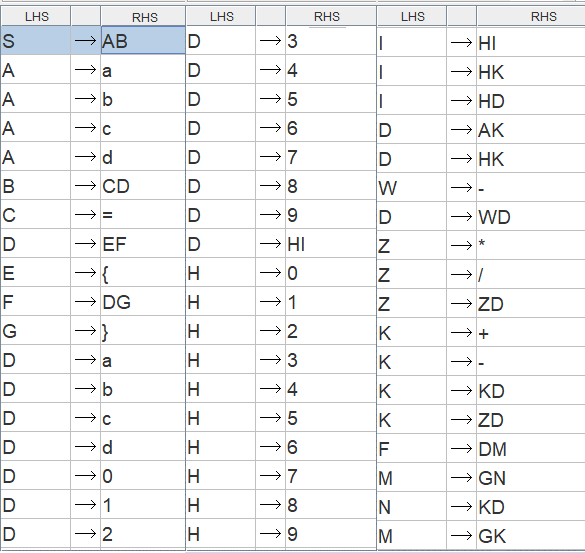 LHS RHS LHS RHS LHS RHS
S → AB D → 3 I → HI
A → a D → 4 I → HK
A → b D → 5 I → HD
A → c D → 6 D → AK
A → d D → 7 D → HK
B → CD D → 8 W → -
C → = D → 9 D → WD
D → EF D → HI Z → *
E → { H → 0 Z → /
F → DG H → 1 Z → ZD
G → } H → 2 K → +
D → a H → 3 K → -
D → b H → 4 K → KD
D → c H → 5 K → ZD
D → d H → 6 F → DM
D → 0 H → 7 M → GN
D → 1 H → 8 N → KD
D → 2 H → 9 M → GK